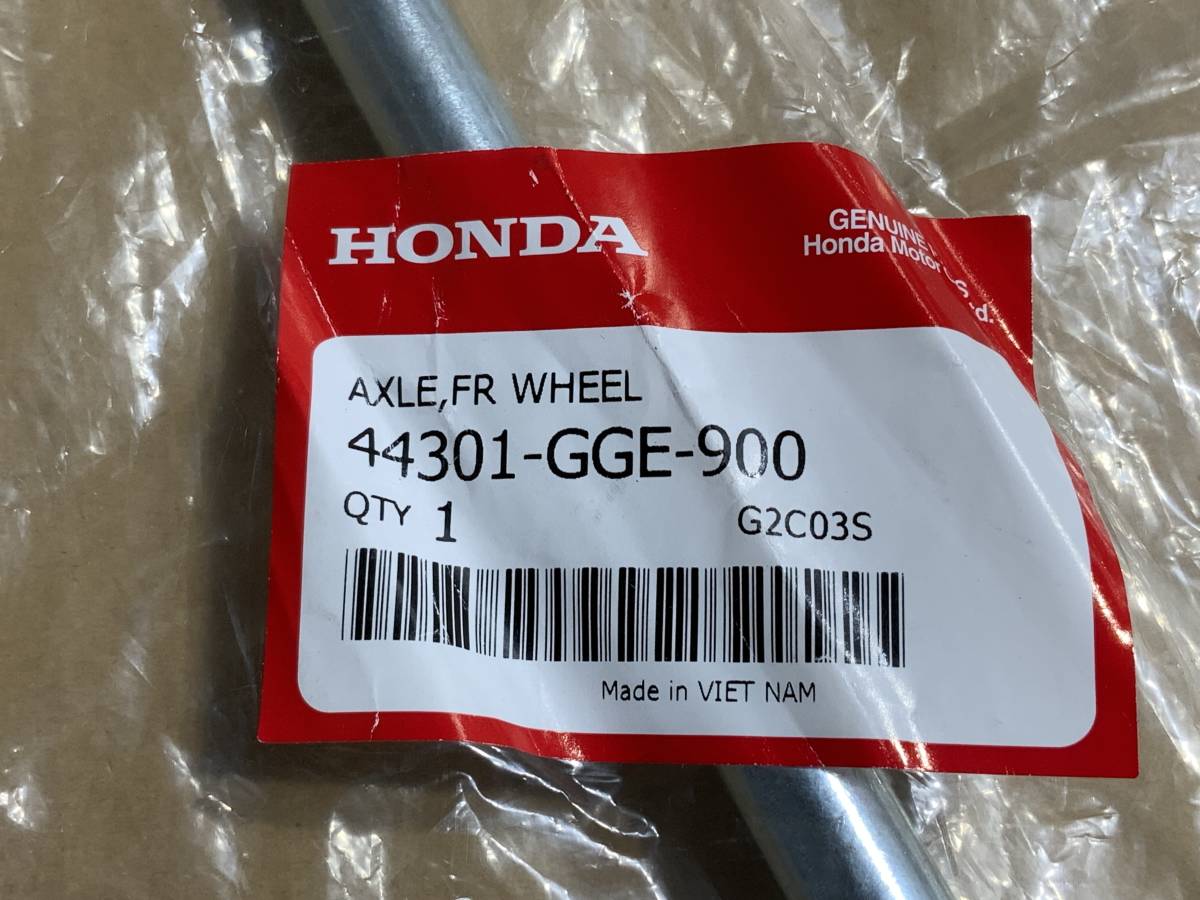 HONDA
GENUINE
Honda Motor
AXLE,FR WHEEL
44301-GGE-900
QTY 1 G2C03S
Made in VIET NAM